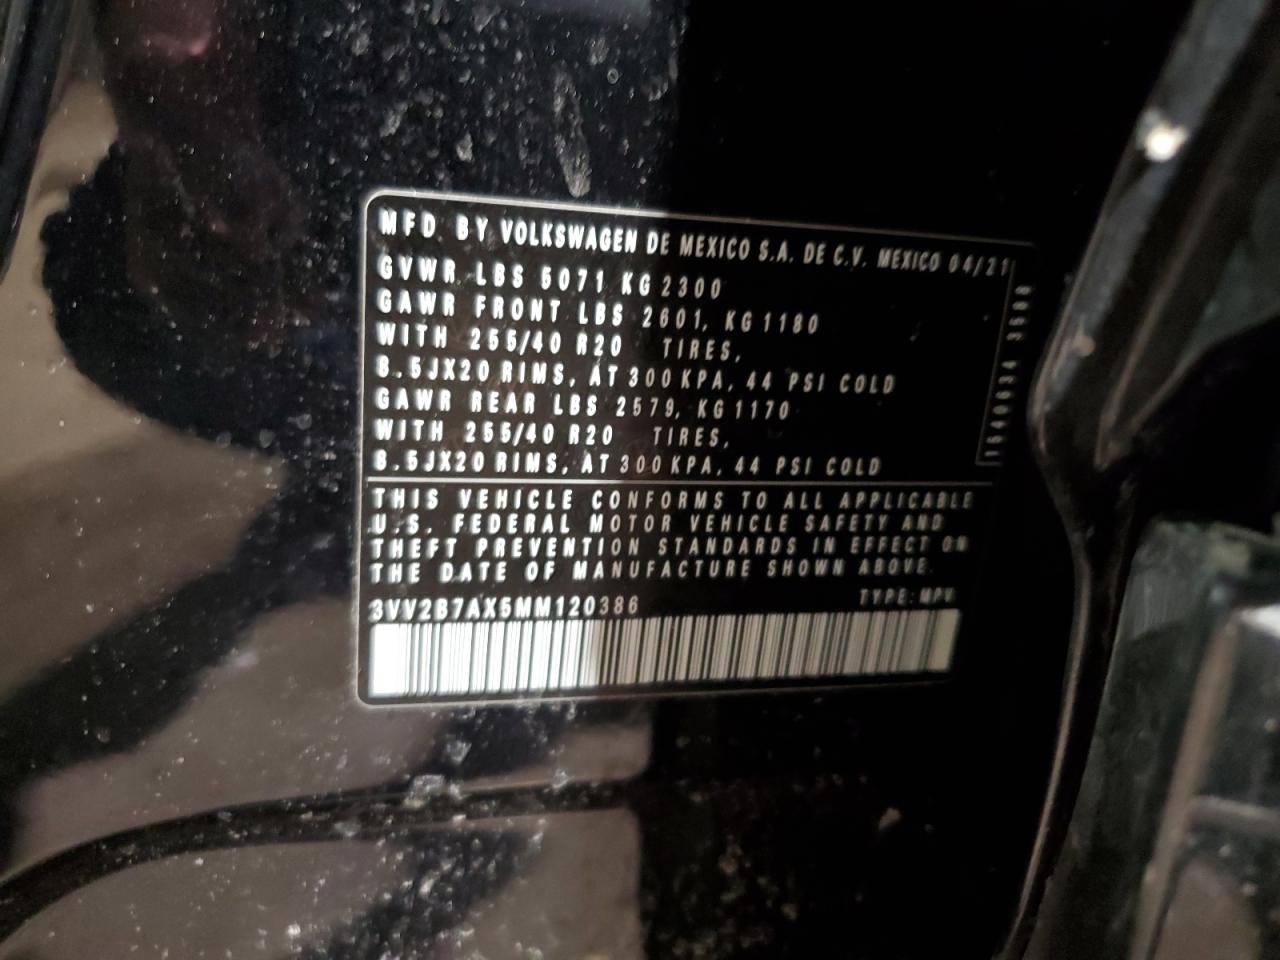 MFD. BY VOLKSWAGEN DE MEXICO S.A. DE C.V. MEXICO 04/21
GVWR LBS 5071 KG 2300
GAWR FRONT LBS 2601, KG 1180
WITH 255/40 R20 TIRES,
8.5JX20 RIMS, AT 300 KPA, 44 PSI COLD
GAWR REAR LBS 2579, KG 1170
WITH 255/40 R20 TIRES,
8.5JX20 RIMS, AT 300 KPA, 44 PSI COLD
THIS VEHICLE CONFORMS TO ALL APPLICABLE
U.S. FEDERAL MOTOR VEHICLE SAFETY AND
THEFT PREVENTION STANDARDS IN EFFECT ON
THE DATE OF MANUFACTURE SHOWN ABOVE.
3VV2B7AX5MM120386 TYPE: MPV